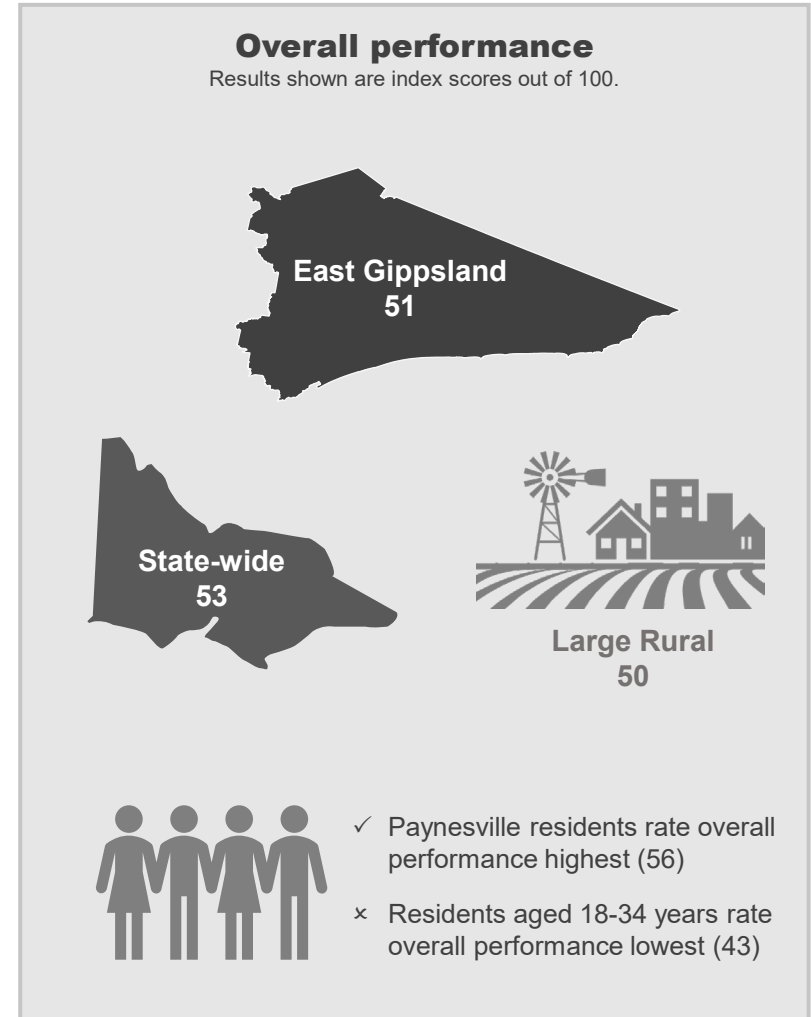 Overall performance
Results shown are index scores out of 100.
East Gippsland
51
State-wide
53
Large Rural
50
✓ Paynesville residents rate overall
performance highest (56)
× Residents aged 18-34 years rate
overall performance lowest (43)